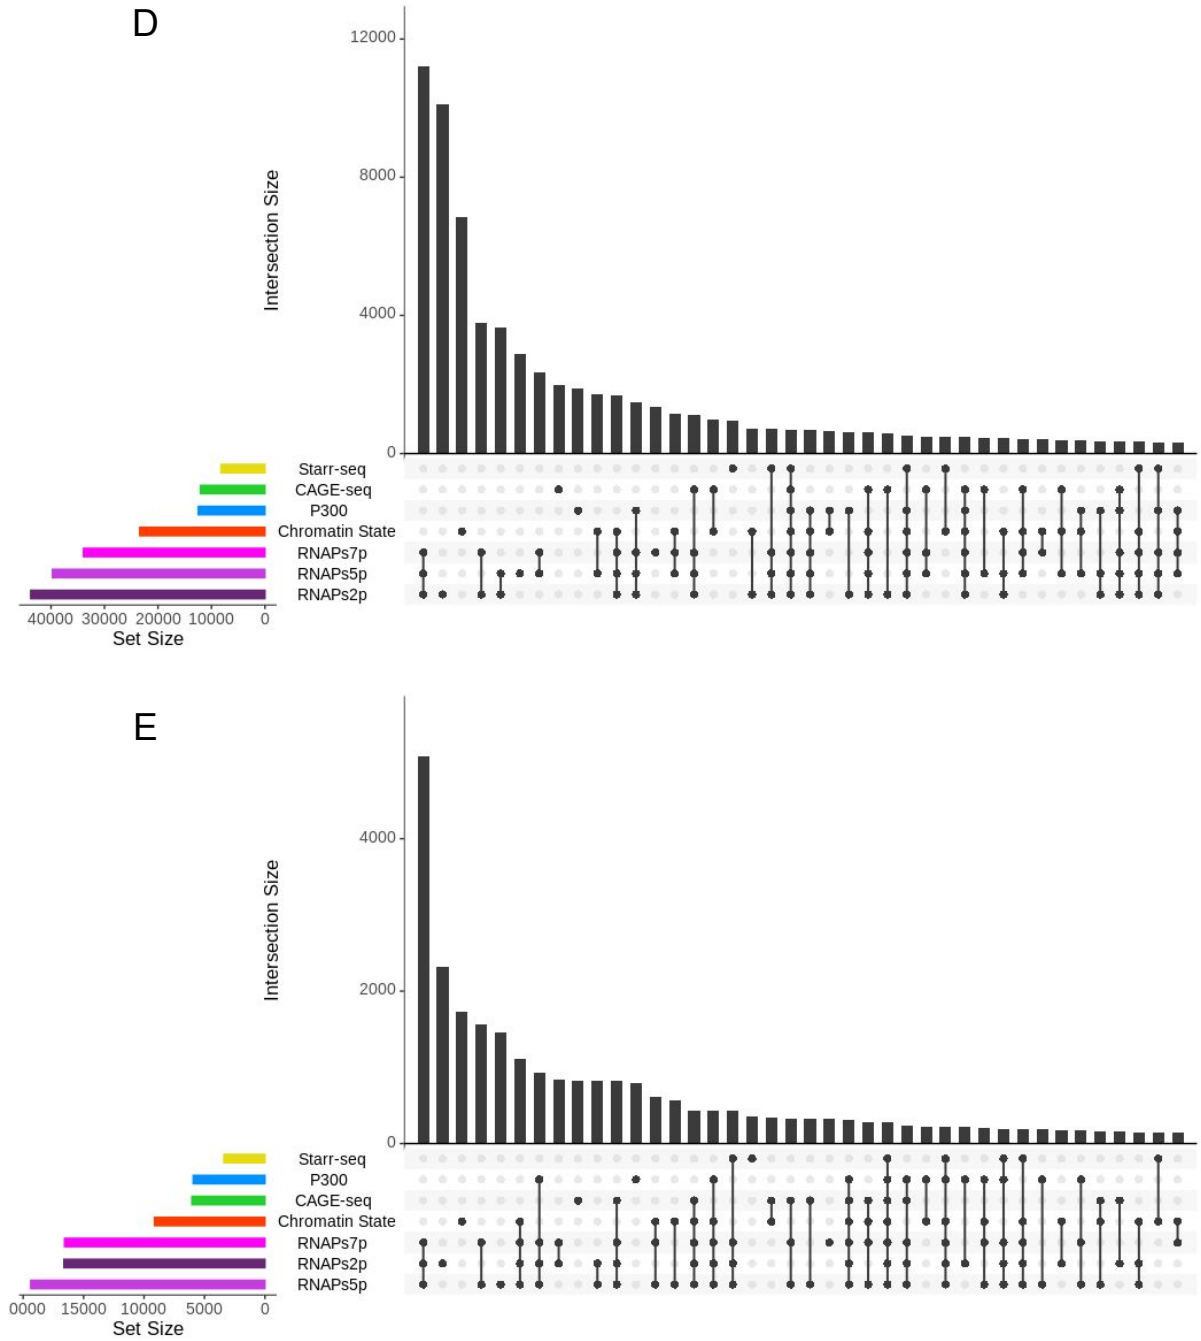 D
12000
8000
4000
0
Intersection Size
Starr-seq
CAGE-seq
P300
Chromatin State
RNAPs7p
RNAPs5p
RNAPs2p
40000 30000 20000 10000 0
Set Size
E
4000
2000
0
Intersection Size
Starr-seq
P300
CAGE-seq
Chromatin State
RNAPs7p
RNAPs2p
RNAPs5p
0000 15000 10000 5000 0
Set Size